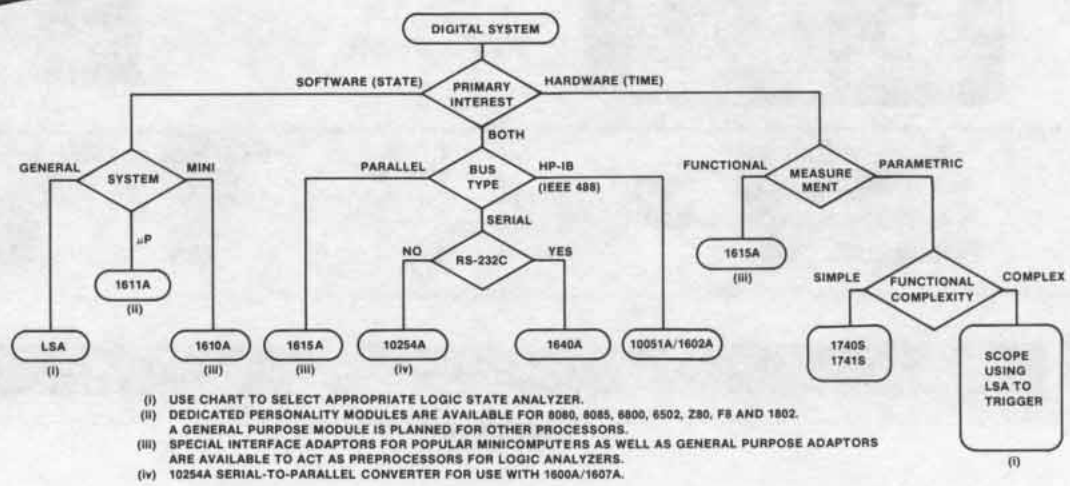 DIGITAL SYSTEM
SOFTWARE (STATE)
PRIMARY
INTEREST
HARDWARE (TIME)
BOTH
GENERAL
SYSTEM
MINI
μP
PARALLEL
BUS
TYPE
HP-IB
(IEEE 488)
SERIAL
FUNCTIONAL
MEASURE
MENT
PARAMETRIC
NO
RS-232C
YES
1611A
(ii)
1615A
(iii)
SIMPLE
FUNCTIONAL
COMPLEXITY
COMPLEX
LSA
(i)
1610A
(iii)
1615A
(iii)
10254A
(iv)
1640A
10051A/1602A
1740S
1741S
SCOPE
USING
LSA TO
TRIGGER
(i)
(i) USE CHART TO SELECT APPROPRIATE LOGIC STATE ANALYZER.
(ii) DEDICATED PERSONALITY MODULES ARE AVAILABLE FOR 8080, 8085, 6800, 6502, Z80, F8 AND 1802.
A GENERAL PURPOSE MODULE IS PLANNED FOR OTHER PROCESSORS.
(iii) SPECIAL INTERFACE ADAPTORS FOR POPULAR MINICOMPUTERS AS WELL AS GENERAL PURPOSE ADAPTORS
ARE AVAILABLE TO ACT AS PREPROCESSORS FOR LOGIC ANALYZERS.
(iv) 10254A SERIAL-TO-PARALLEL CONVERTER FOR USE WITH 1600A/1607A.